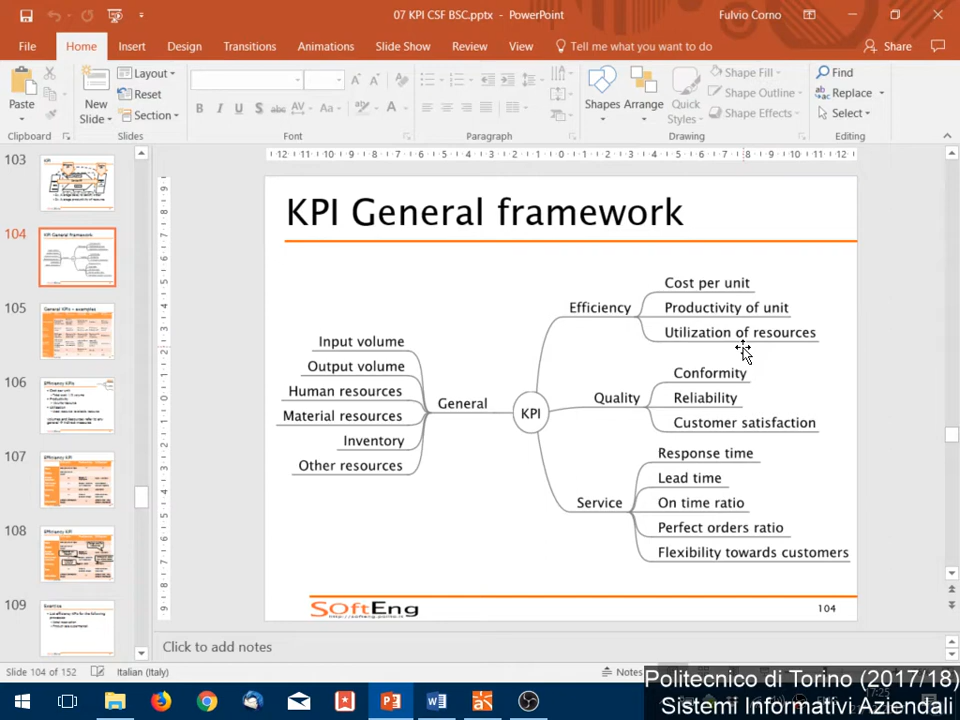 07 KPI CSF BSC.pptx - PowerPoint
Fulvio Corno
File Home Insert Design Transitions Animations Slide Show Review View Tell me what you want to do Share
Paste
Clipboard
New
Slide
Layout
Reset
Section
Slides
Font
Paragraph
Shapes
Arrange
Quick
Styles
Shape Fill
Shape Outline
Shape Effects
Drawing
Find
Replace
Select
Editing
103
104
105
106
107
108
109
KPI General framework
Efficiency
Cost per unit
Productivity of unit
Utilization of resources
Input volume
Output volume
Human resources
Material resources
Inventory
Other resources
General
KPI
Quality
Conformity
Reliability
Customer satisfaction
Service
Response time
Lead time
On time ratio
Perfect orders ratio
Flexibility towards customers
SOftEng
http://softeng.polito.it
104
Click to add notes
Slide 104 of 152
Italian (Italy)
Notes
Politecnico di Torino (2017/18)
Sistemi Informativi Aziendali